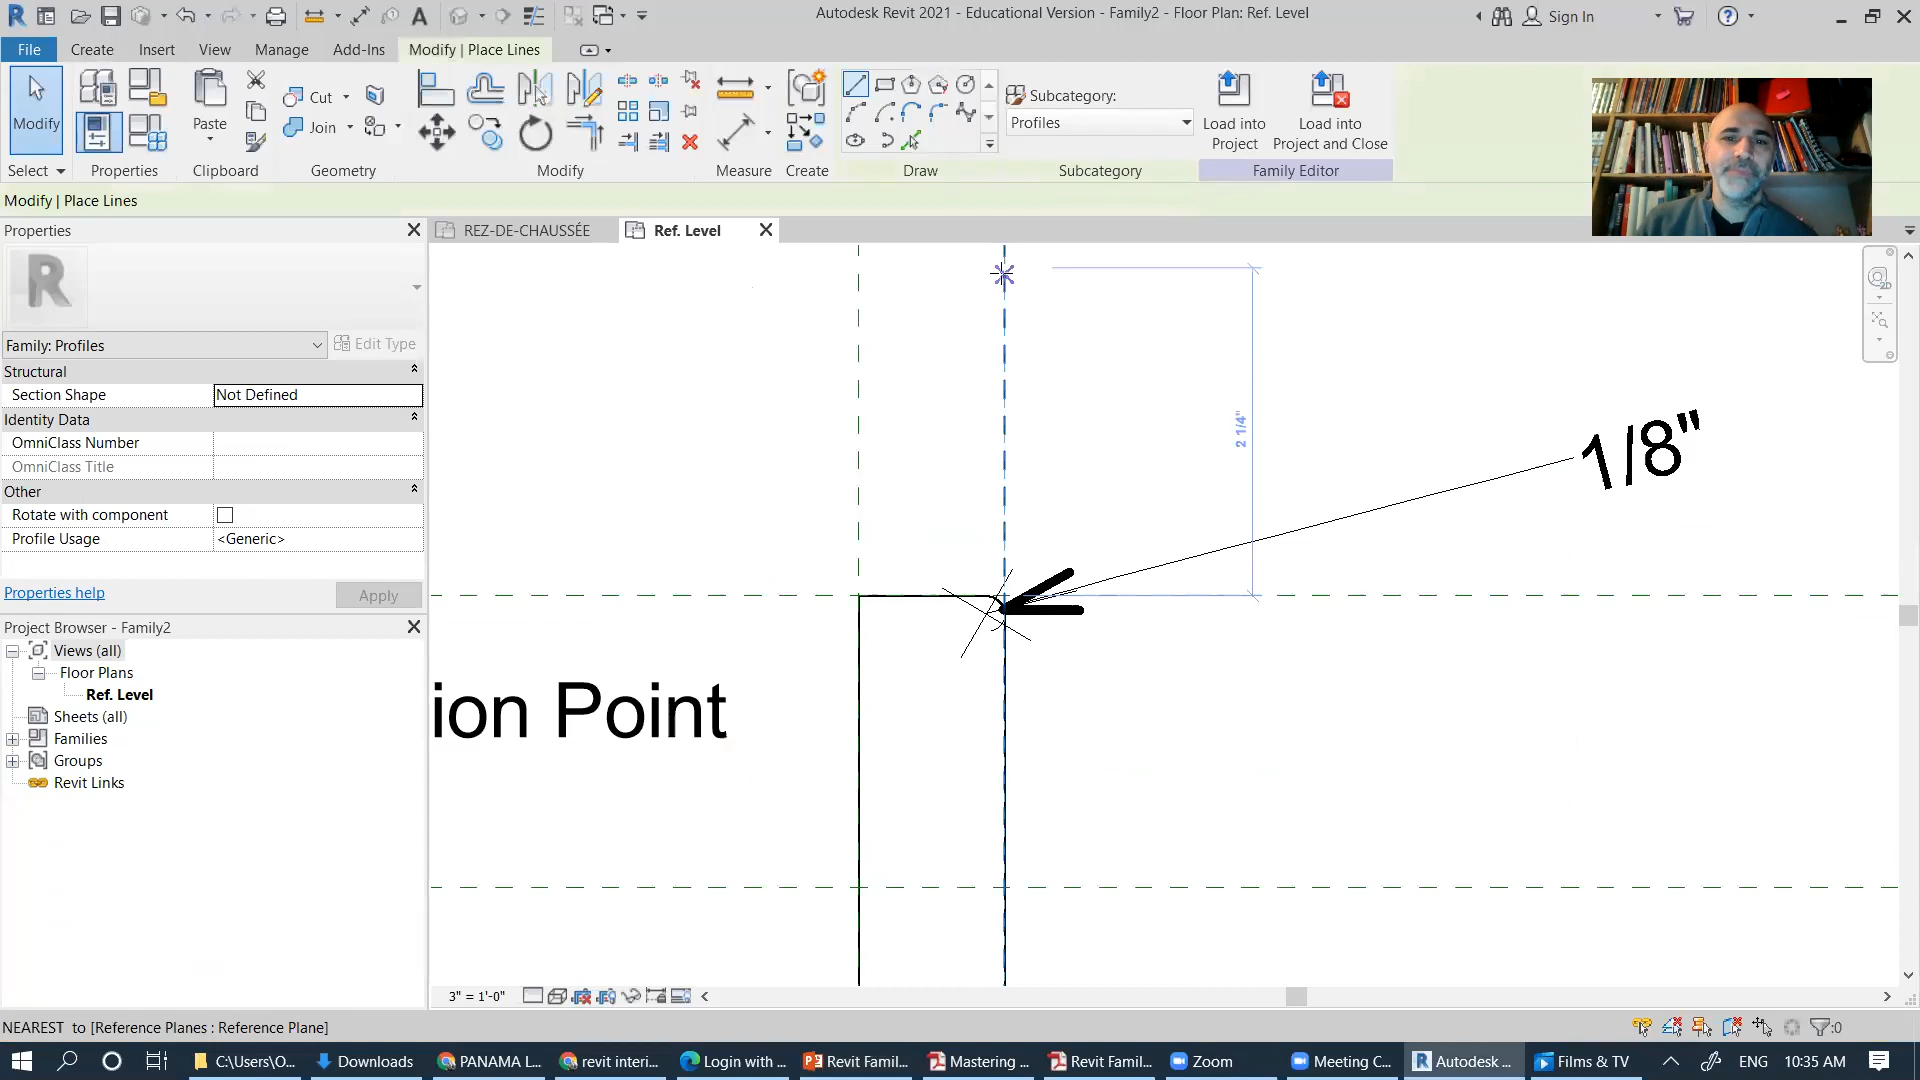 Autodesk Revit 2021 - Educational Version - Family2 - Floor Plan: Ref. Level
Sign In
File Create Insert View Manage Add-Ins Modify | Place Lines
Modify
Paste
Cut
Join
Subcategory:
Profiles
Load into Project
Load into Project and Close
Select Properties Clipboard Geometry Modify Measure Create Draw Subcategory Family Editor
Modify | Place Lines
Properties
REZ-DE-CHAUSSÉE
Ref. Level
R
Family: Profiles
Edit Type
Structural
Section Shape Not Defined
Identity Data
OmniClass Number
OmniClass Title
Other
Rotate with component
Profile Usage <Generic>
Properties help
Apply
2 1/4"
1/8"
ion Point
Project Browser - Family2
Views (all)
Floor Plans
Ref. Level
Sheets (all)
Families
Groups
Revit Links
3" = 1'-0"
NEAREST to [Reference Planes : Reference Plane]
:0
C:\Users\O...
Downloads
PANAMA L...
revit interi...
Login with ...
Revit Famil...
Mastering ...
Revit Famil...
Zoom
Meeting C...
Autodesk ...
Films & TV
ENG
10:35 AM